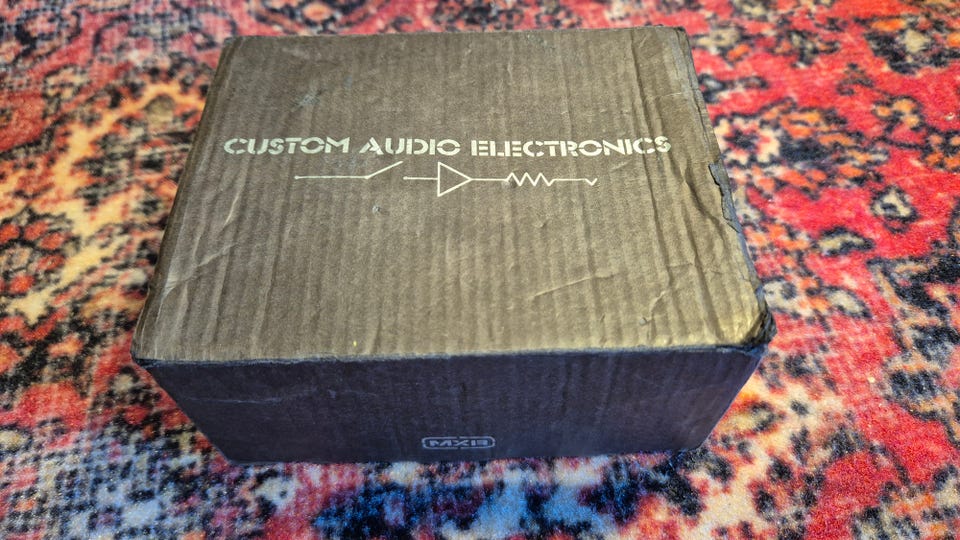 CUSTOM AUDIO ELECTRONICS
MXR